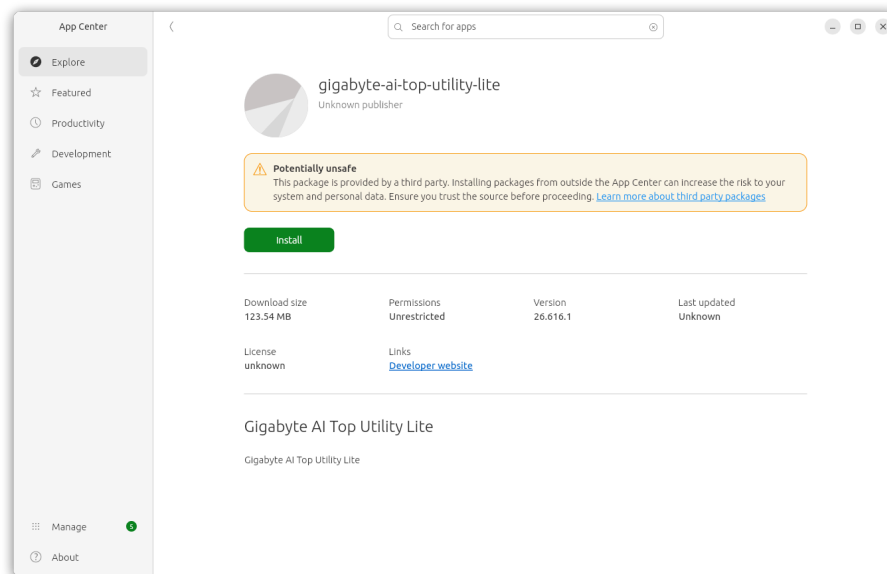 App Center
Search for apps
Explore
Featured
Productivity
Development
Games
gigabyte-ai-top-utility-lite
Unknown publisher
Potentially unsafe
This package is provided by a third party. Installing packages from outside the App Center can increase the risk to your
system and personal data. Ensure you trust the source before proceeding. Learn more about third party packages
Install
Download size
123.54 MB
Permissions
Unrestricted
Version
26.616.1
Last updated
Unknown
License
unknown
Links
Developer website
Gigabyte AI Top Utility Lite
Gigabyte AI Top Utility Lite
Manage
5
About